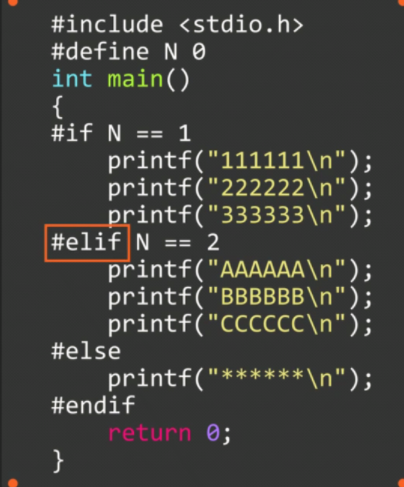 #include <stdio.h>
#define N 0
int main()
{
#if N == 1
    printf("111111\n");
    printf("222222\n");
    printf("333333\n");
#elif N == 2
    printf("AAAAAA\n");
    printf("BBBBBB\n");
    printf("CCCCCC\n");
#else
    printf("******\n");
#endif
    return 0;
}